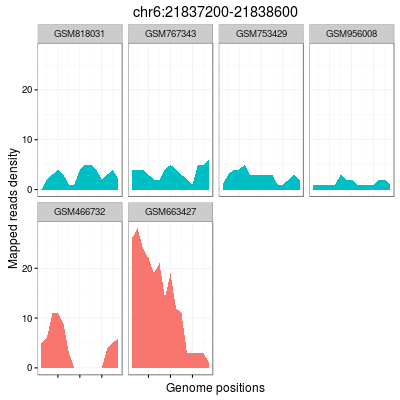 chr6:21837200-21838600
GSM818031 GSM767343 GSM753429 GSM956008
20
10
0
GSM466732 GSM663427
20
10
0
Mapped reads density
Genome positions